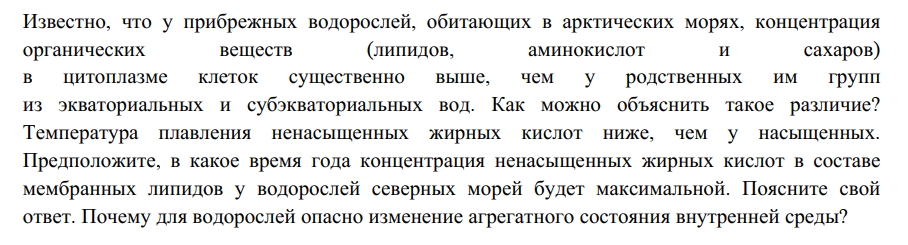 Известно, что у прибрежных водорослей, обитающих в арктических морях, концентрация
органических веществ (липидов, аминокислот и сахаров)
в цитоплазме клеток существенно выше, чем у родственных им групп
из экваториальных и субэкваториальных вод. Как можно объяснить такое различие?
Температура плавления ненасыщенных жирных кислот ниже, чем у насыщенных.
Предположите, в какое время года концентрация ненасыщенных жирных кислот в составе
мембранных липидов у водорослей северных морей будет максимальной. Поясните свой
ответ. Почему для водорослей опасно изменение агрегатного состояния внутренней среды?